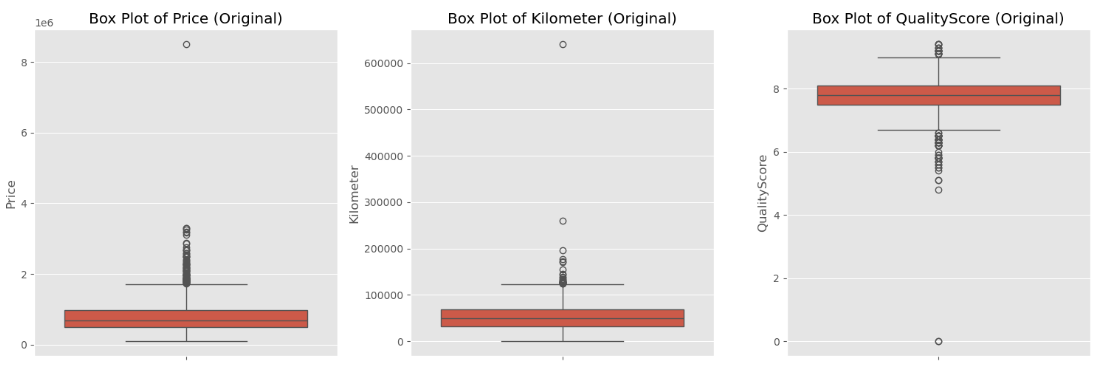 Box Plot of Price (Original)
1e6
8
6
4
2
0
Price
Box Plot of Kilometer (Original)
600000
500000
400000
300000
200000
100000
0
Kilometer
Box Plot of QualityScore (Original)
8
6
4
2
0
QualityScore